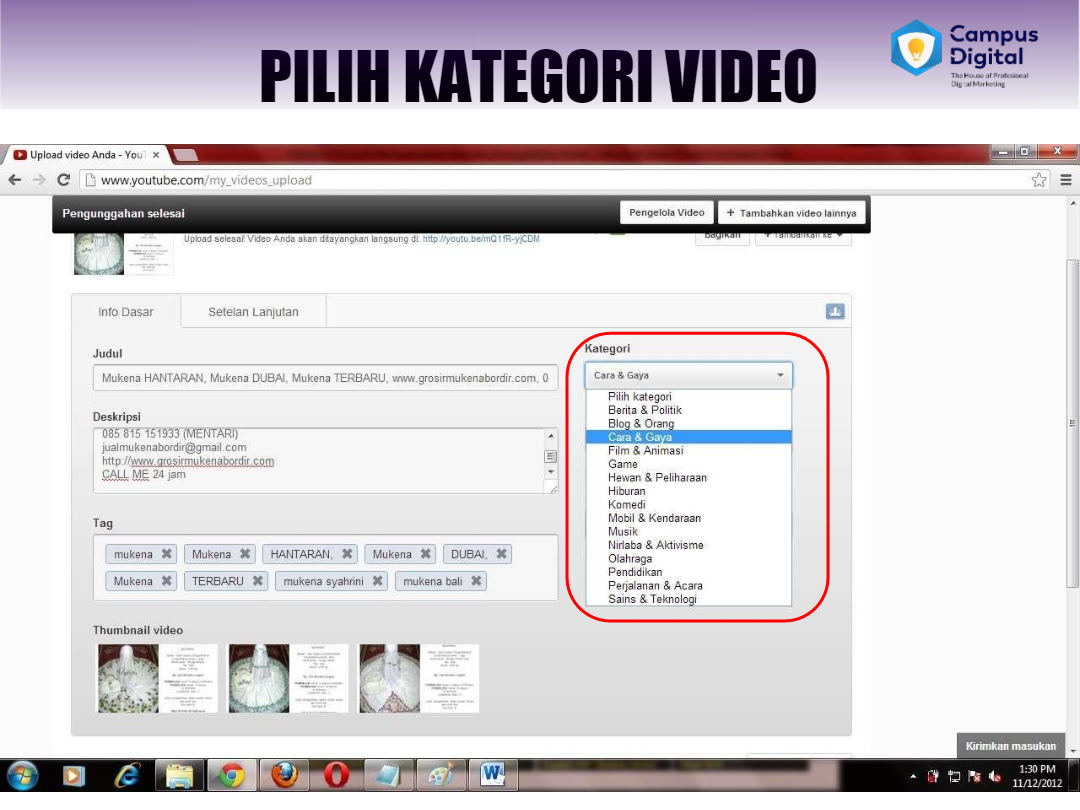 PILIH KATEGORI VIDEO
Campus
Digital
The House of Profesional
Digital Marketing
Upload video Anda - YouT
www.youtube.com/my_videos_upload
Pengunggahan selesai
Pengelola Video
+ Tambahkan video lainnya
Upload selesai! Video Anda akan ditayangkan langsung di: http://youtu.be/mQ1fR-yjCDM
Bagikan
+ Tambahkan ke
Info Dasar
Setelan Lanjutan
Judul
Mukena HANTARAN, Mukena DUBAI, Mukena TERBARU, www.grosirmukenabordir.com, 0
Deskripsi
085 815 151933 (MENTARI)
jualmukenabordir@gmail.com
http://www.grosirmukenabordir.com
CALL ME 24 jam
Tag
mukena Mukena HANTARAN, Mukena DUBAI,
Mukena TERBARU mukena syahrini mukena bali
Thumbnail video
Kategori
Cara & Gaya
Pilih kategori
Berita & Politik
Blog & Orang
Cara & Gaya
Film & Animasi
Game
Hewan & Peliharaan
Hiburan
Komedi
Mobil & Kendaraan
Musik
Nirlaba & Aktivisme
Olahraga
Pendidikan
Perjalanan & Acara
Sains & Teknologi
Kirimkan masukan
1:30 PM
11/12/2012